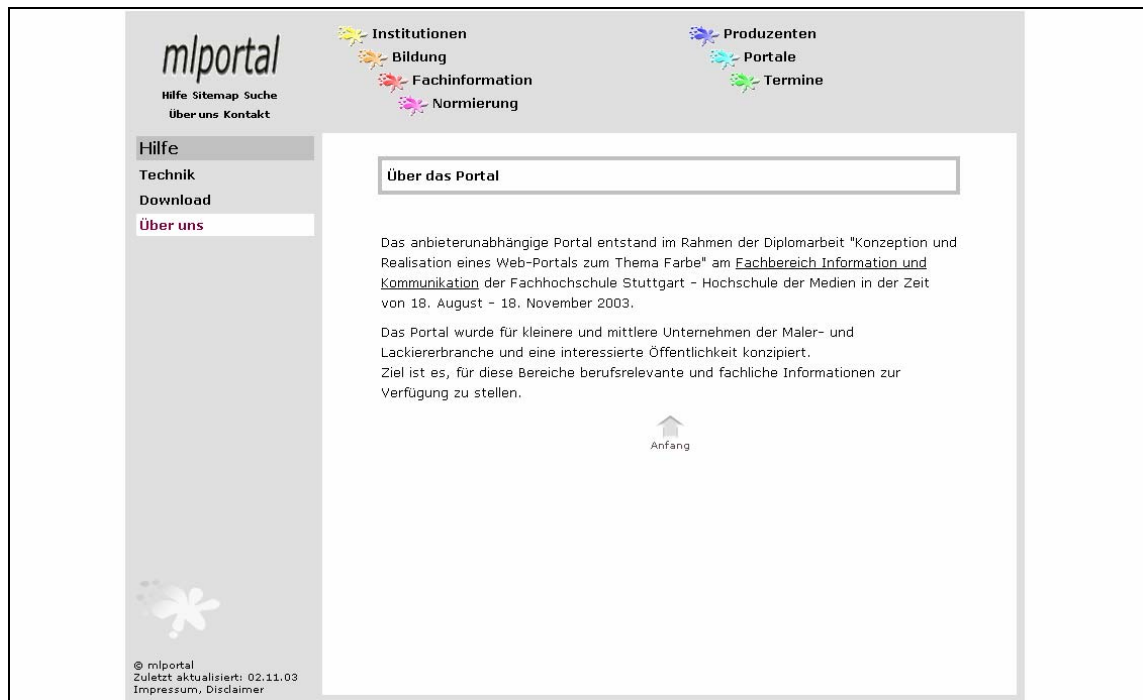 mlportal
Hilfe Sitemap Suche
Über uns Kontakt
Institutionen
Bildung
Fachinformation
Normierung
Produzenten
Portale
Termine
Hilfe
Technik
Download
Über uns
Über das Portal
Das anbieterunabhängige Portal entstand im Rahmen der Diplomarbeit "Konzeption und
Realisation eines Web-Portals zum Thema Farbe" am Fachbereich Information und
Kommunikation der Fachhochschule Stuttgart - Hochschule der Medien in der Zeit
von 18. August - 18. November 2003.
Das Portal wurde für kleinere und mittlere Unternehmen der Maler- und
Lackiererbranche und eine interessierte Öffentlichkeit konzipiert.
Ziel ist es, für diese Bereiche berufsrelevante und fachliche Informationen zur
Verfügung zu stellen.
Anfang
© mlportal
Zuletzt aktualisiert: 02.11.03
Impressum, Disclaimer